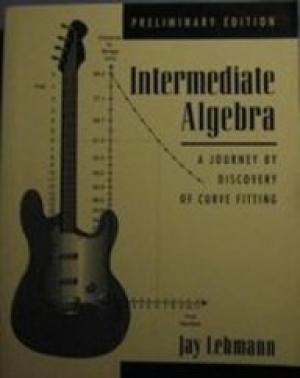 PRELIMINARY EDITION
Intermediate
Algebra
A JOURNEY BY
DISCOVERY
OF CURVE FITTING
Jay Lehmann